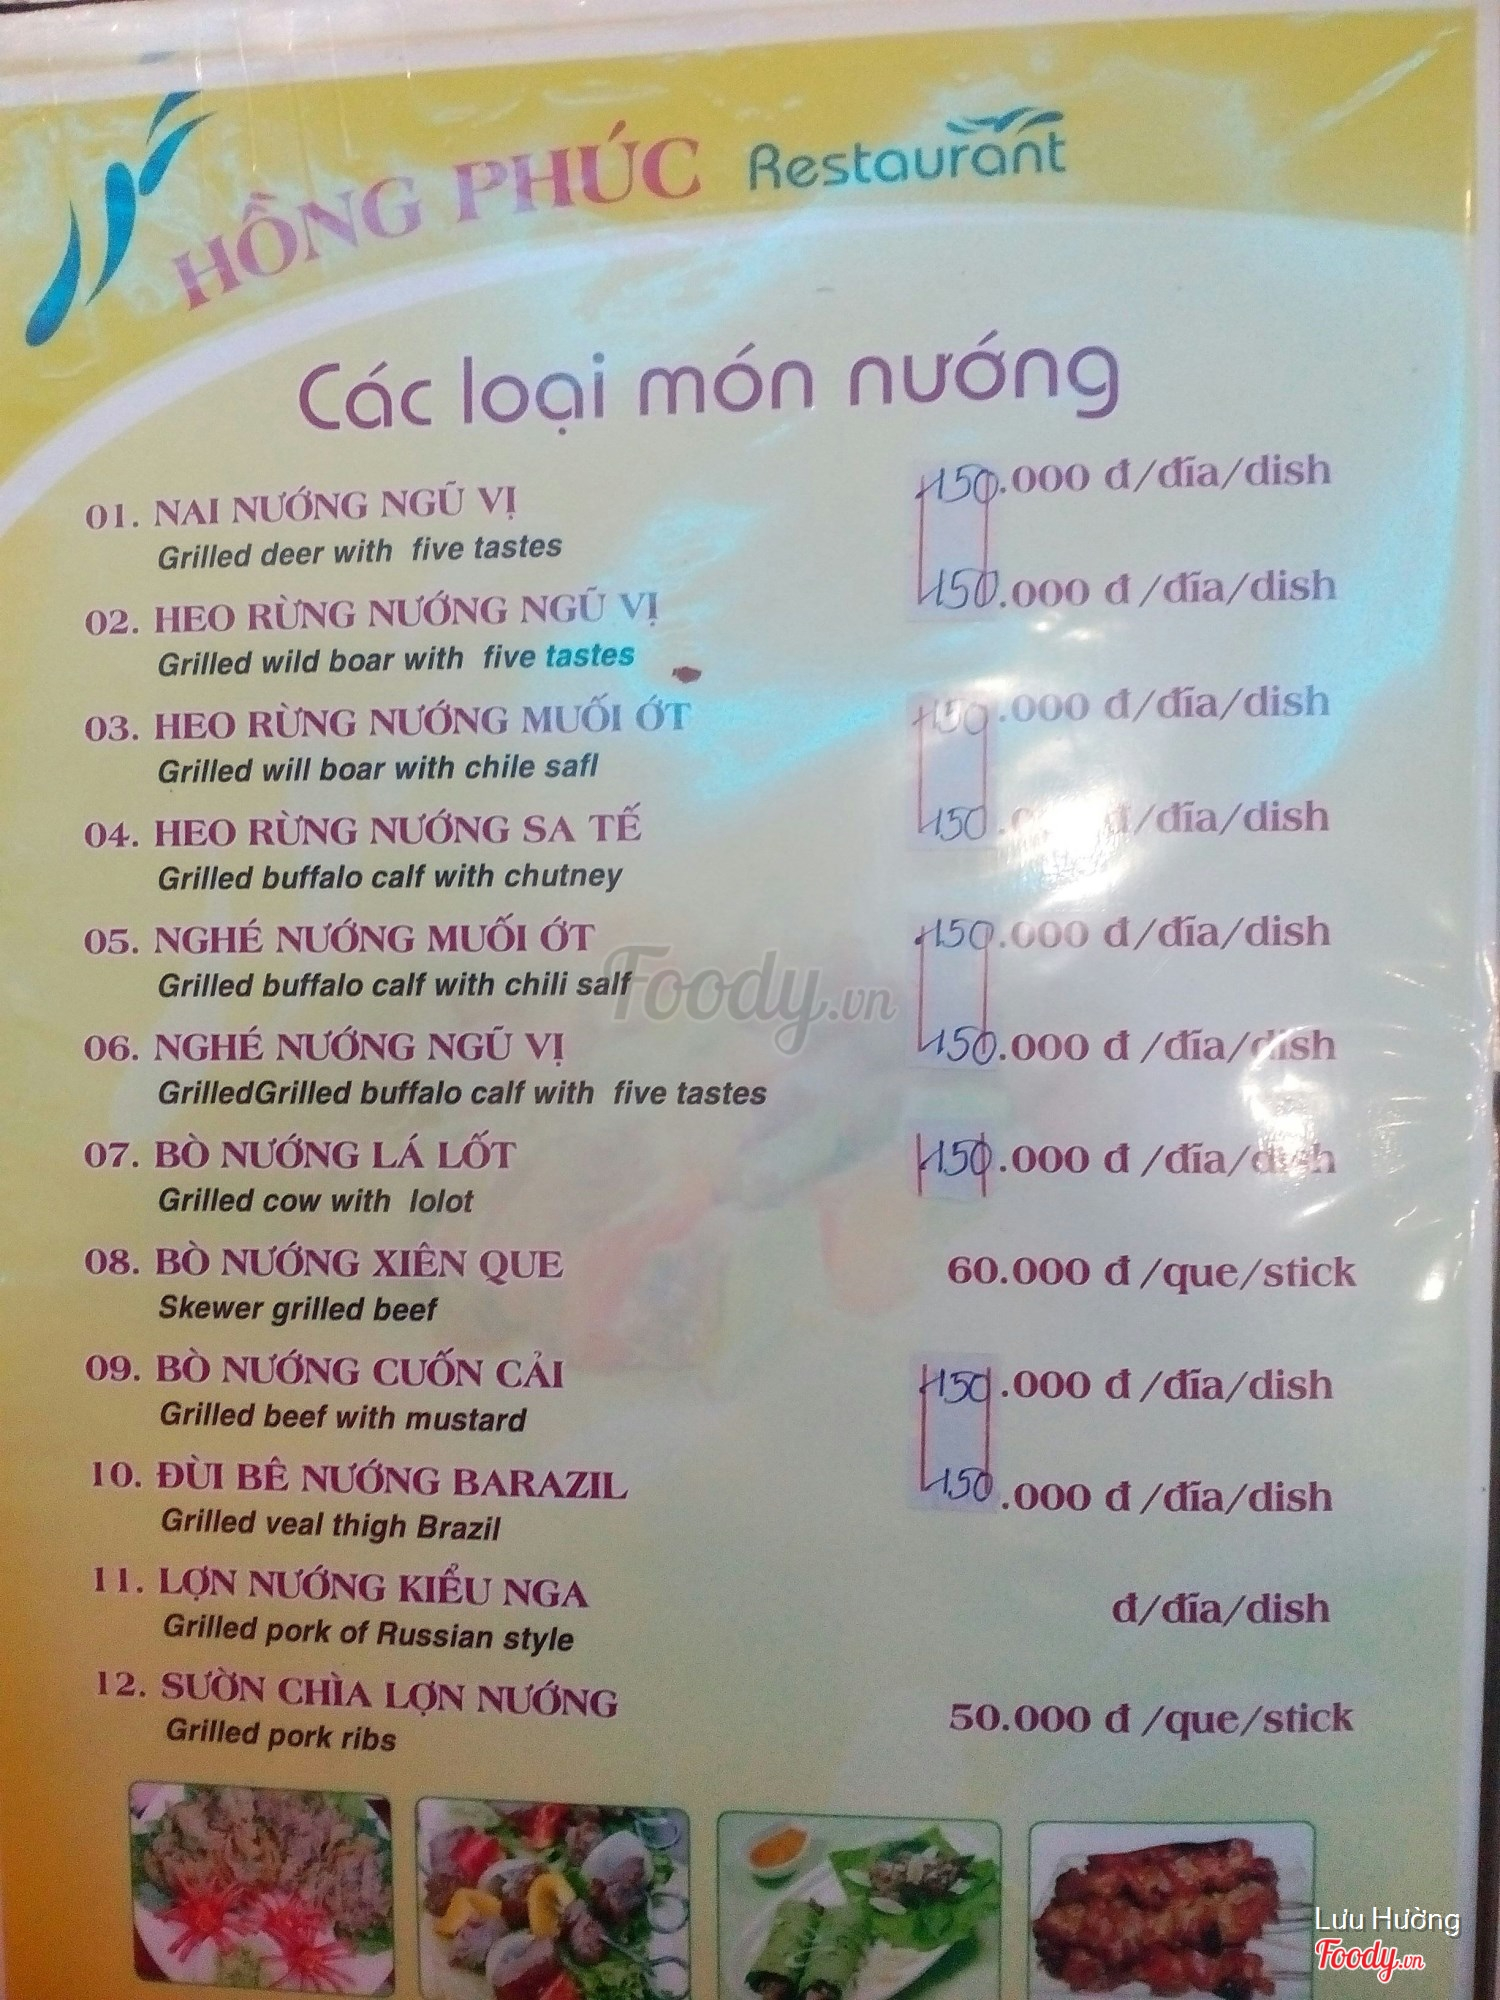 HỒNG PHÚC Restaurant
Các loại món nướng
01. NAI NƯỚNG NGŨ VỊ 150.000 đ/đĩa/dish
Grilled deer with five tastes
02. HEO RỪNG NƯỚNG NGŨ VỊ 150.000 đ/đĩa/dish
Grilled wild boar with five tastes
03. HEO RỪNG NƯỚNG MUỐI ỚT 150.000 đ/đĩa/dish
Grilled will boar with chile safl
04. HEO RỪNG NƯỚNG SA TẾ 150.000 đ/đĩa/dish
Grilled buffalo calf with chutney
05. NGHÉ NƯỚNG MUỐI ỚT 150.000 đ/đĩa/dish
Grilled buffalo calf with chili salf
06. NGHÉ NƯỚNG NGŨ VỊ 150.000 đ/đĩa/dish
GrilledGrilled buffalo calf with five tastes
07. BÒ NƯỚNG LÁ LỐT 150.000 đ/đĩa/dish
Grilled cow with lolot
08. BÒ NƯỚNG XIÊN QUE 60.000 đ/que/stick
Skewer grilled beef
09. BÒ NƯỚNG CUỐN CẢI 150.000 đ/đĩa/dish
Grilled beef with mustard
10. ĐÙI BÊ NƯỚNG BARAZIL 150.000 đ/đĩa/dish
Grilled veal thigh Brazil
11. LỢN NƯỚNG KIỂU NGA đ/đĩa/dish
Grilled pork of Russian style
12. SƯỜN CHÌA LỢN NƯỚNG 50.000 đ/que/stick
Grilled pork ribs
Foody.vn
Lưu Hường
Foody.vn